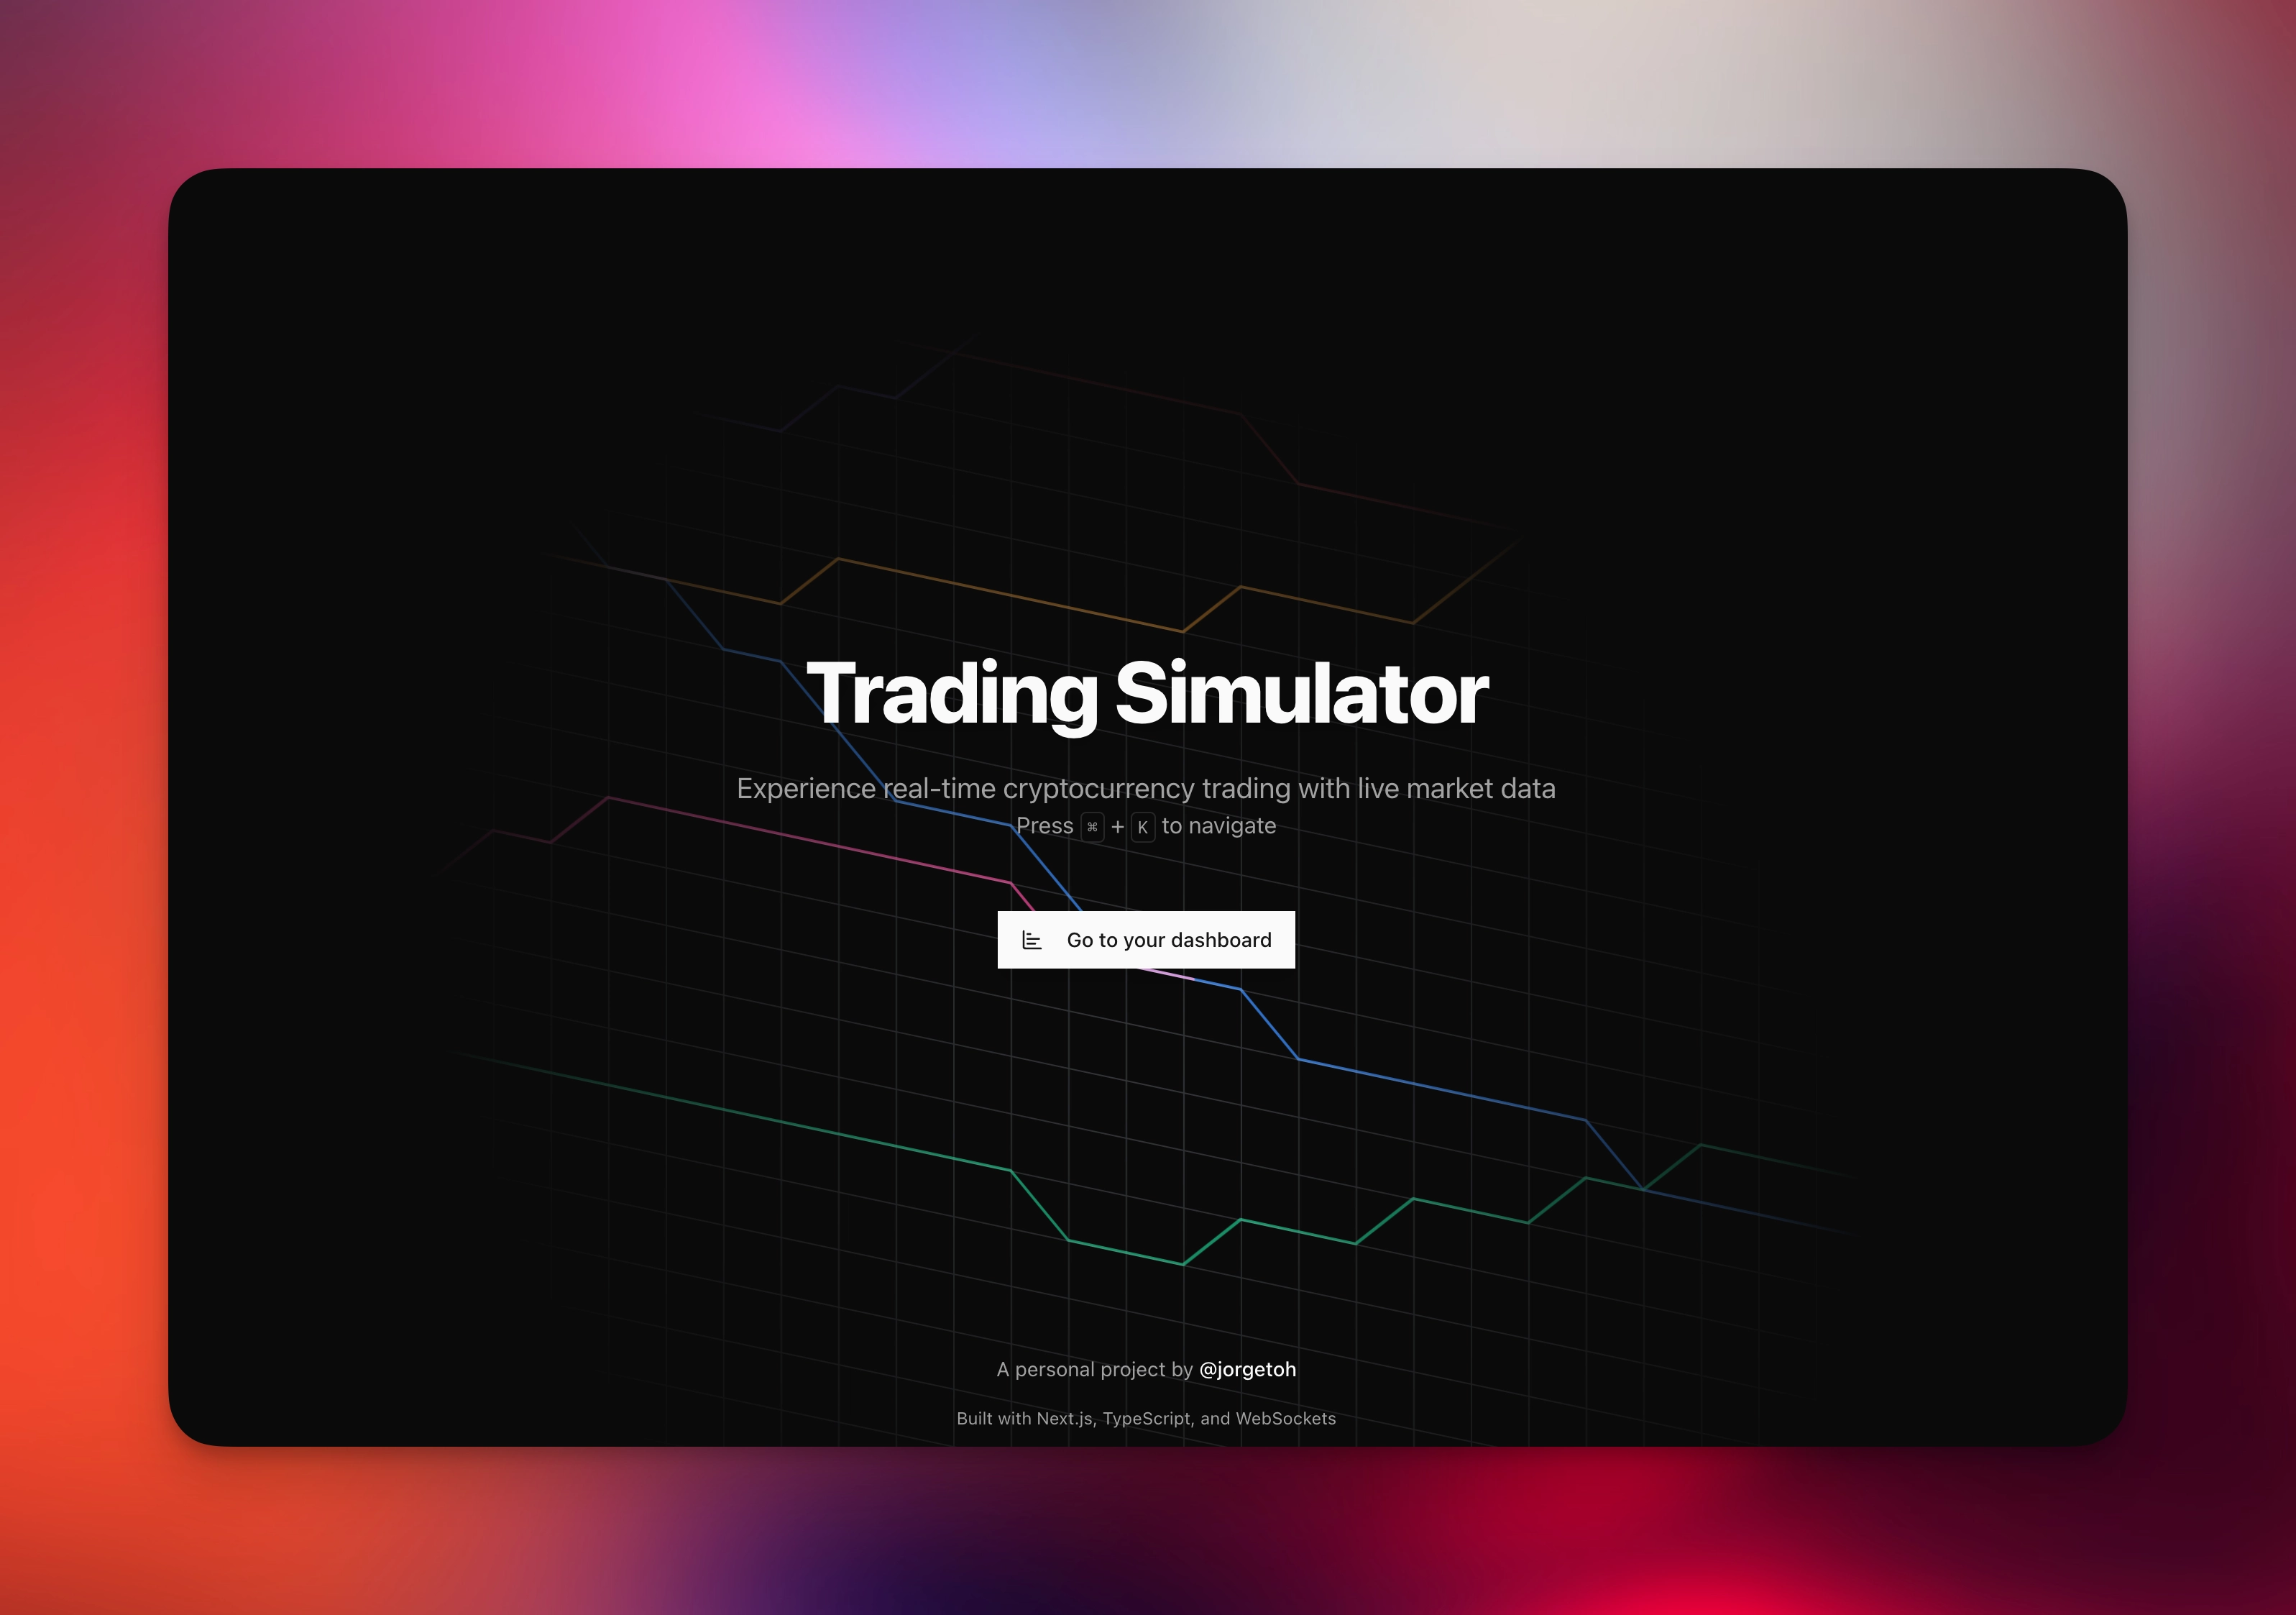 Trading Simulator
Experience real-time cryptocurrency trading with live market data
Press ⌘ + K to navigate
Go to your dashboard
A personal project by @jorgetoh
Built with Next.js, TypeScript, and WebSockets